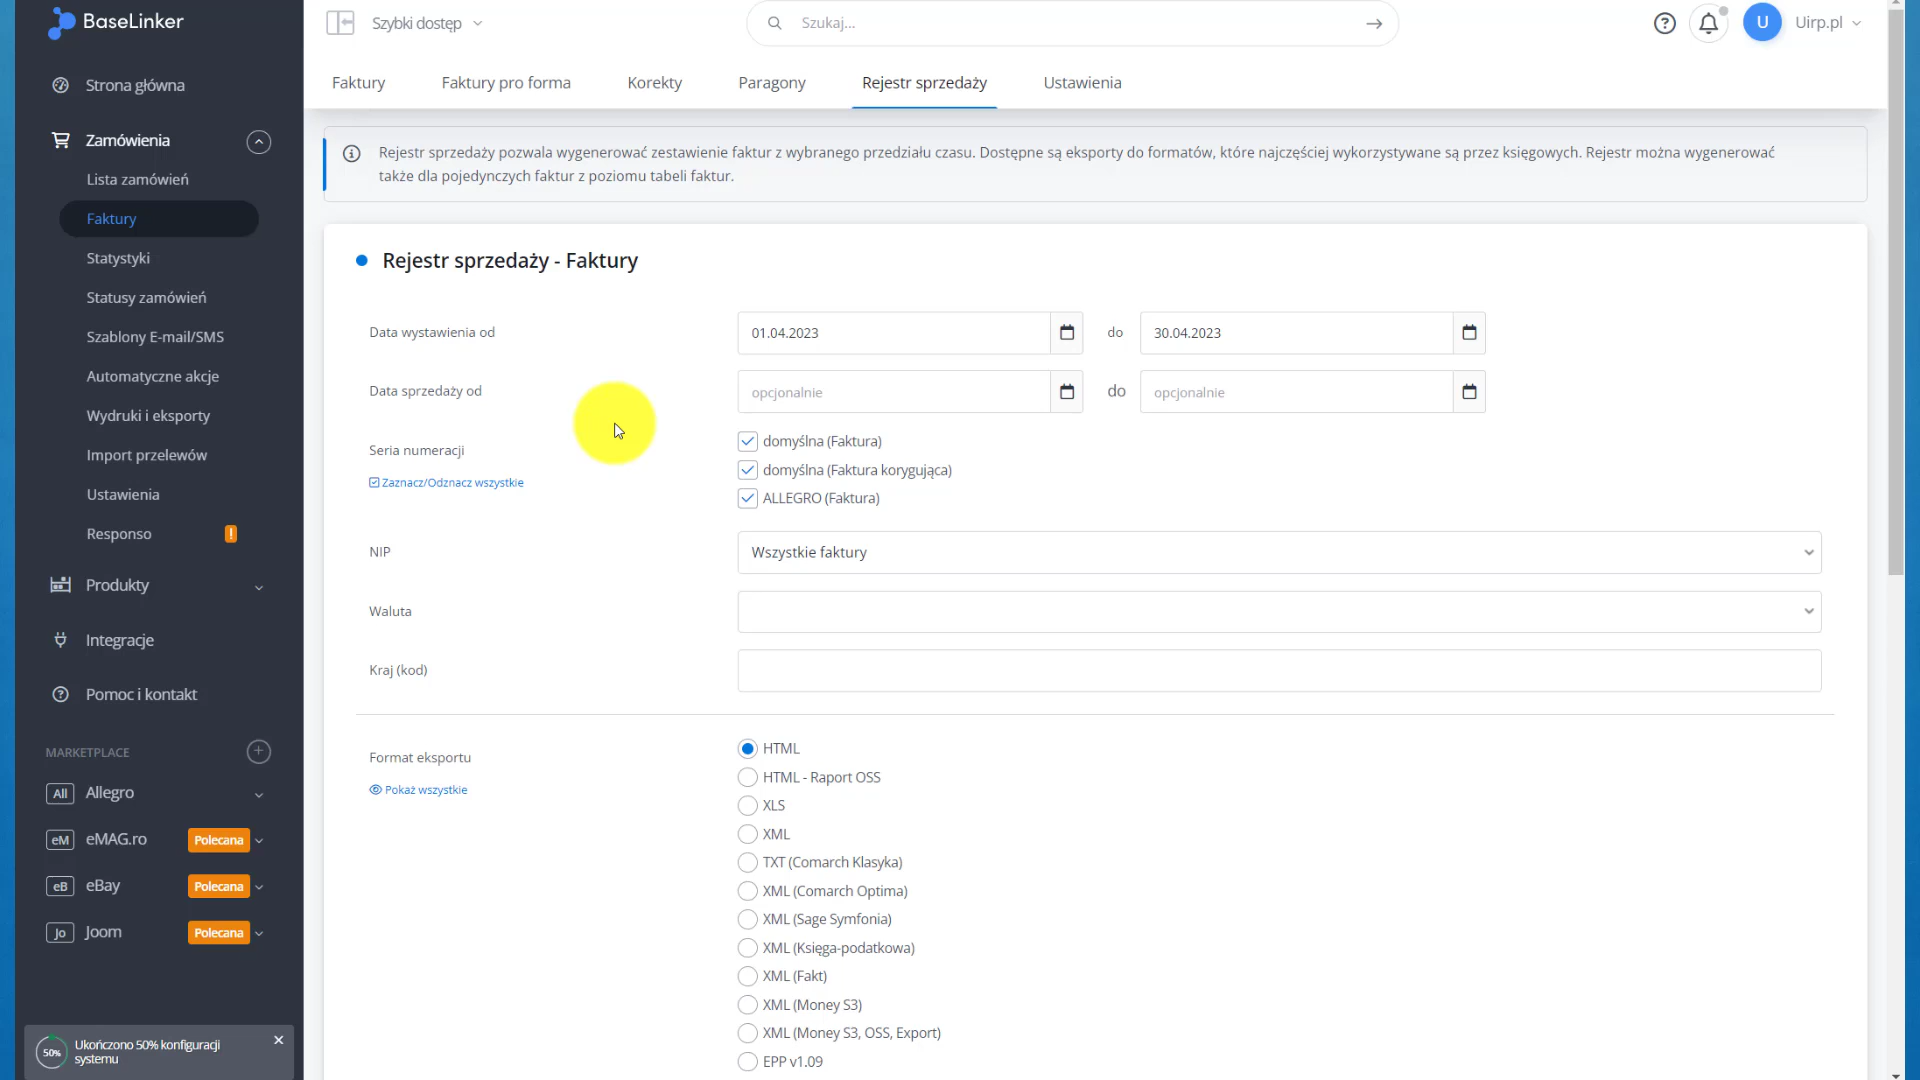 BaseLinker
Szybki dostęp
Szukaj...
U
Uirp.pl
Strona główna
Zamówienia
Lista zamówień
Faktury
Statystyki
Statusy zamówień
Szablony E-mail/SMS
Automatyczne akcje
Wydruki i eksporty
Import przelewów
Ustawienia
Responso
!
Produkty
Integracje
Pomoc i kontakt
MARKETPLACE
All Allegro
eM eMAG.ro Polecana
eB eBay Polecana
Jo Joom Polecana
50%
Ukończono 50% konfiguracji
systemu
Faktury
Faktury pro forma
Korekty
Paragony
Rejestr sprzedaży
Ustawienia
Rejestr sprzedaży pozwala wygenerować zestawienie faktur z wybranego przedziału czasu. Dostępne są eksporty do formatów, które najczęściej wykorzystywane są przez księgowych. Rejestr można wygenerować
także dla pojedynczych faktur z poziomu tabeli faktur.
Rejestr sprzedaży - Faktury
Data wystawienia od
01.04.2023
do
30.04.2023
Data sprzedaży od
opcjonalnie
do
opcjonalnie
Seria numeracji
Zaznacz/Odznacz wszystkie
domyślna (Faktura)
domyślna (Faktura korygująca)
ALLEGRO (Faktura)
NIP
Wszystkie faktury
Waluta
Kraj (kod)
Format eksportu
Pokaż wszystkie
HTML
HTML - Raport OSS
XLS
XML
TXT (Comarch Klasyka)
XML (Comarch Optima)
XML (Sage Symfonia)
XML (Księga-podatkowa)
XML (Fakt)
XML (Money S3)
XML (Money S3, OSS, Export)
EPP v1.09